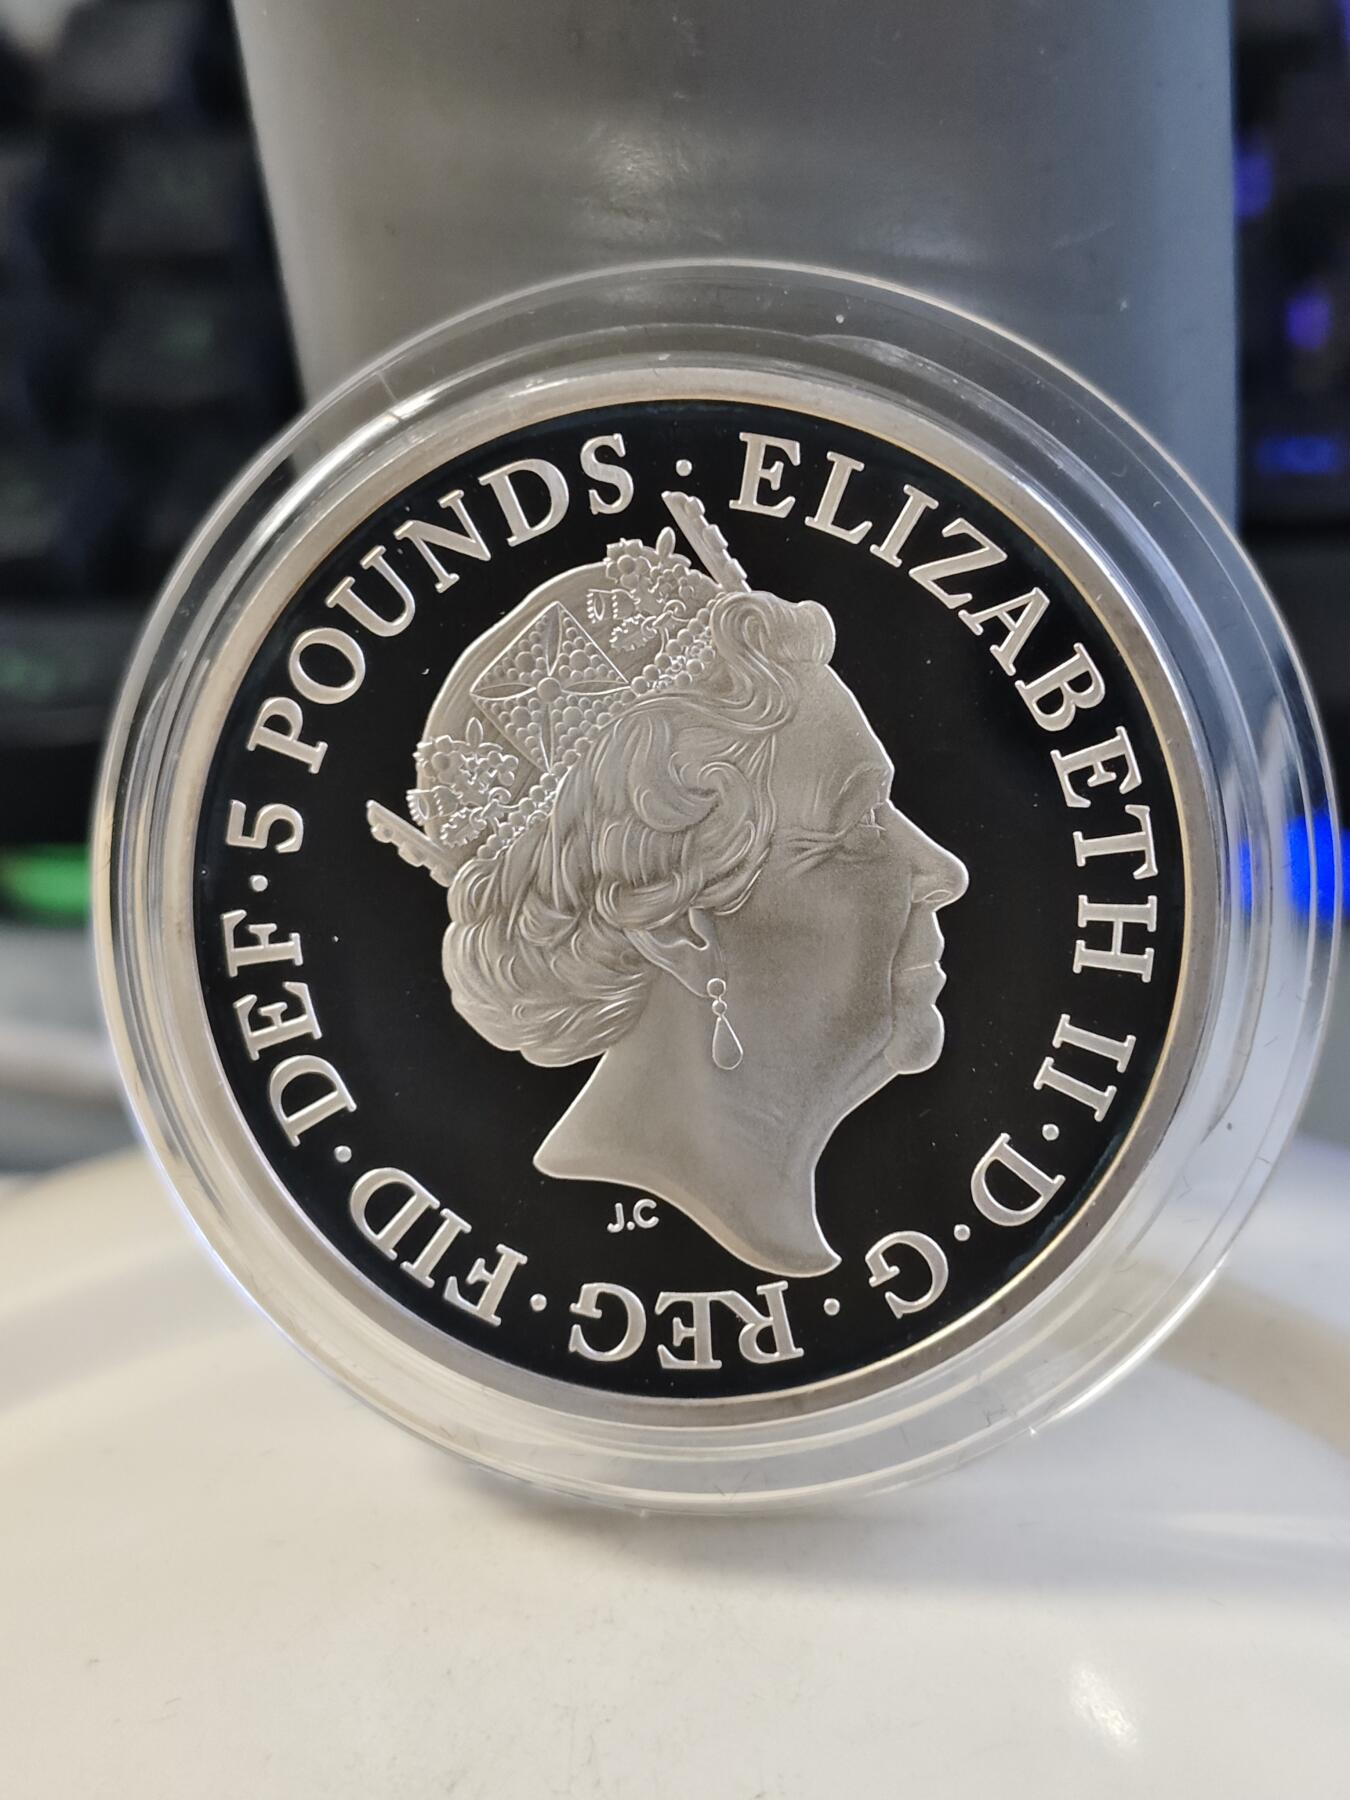 ELIZABETH II · D · G · REG · FID · DEF · 5 POUNDS ·
J.C